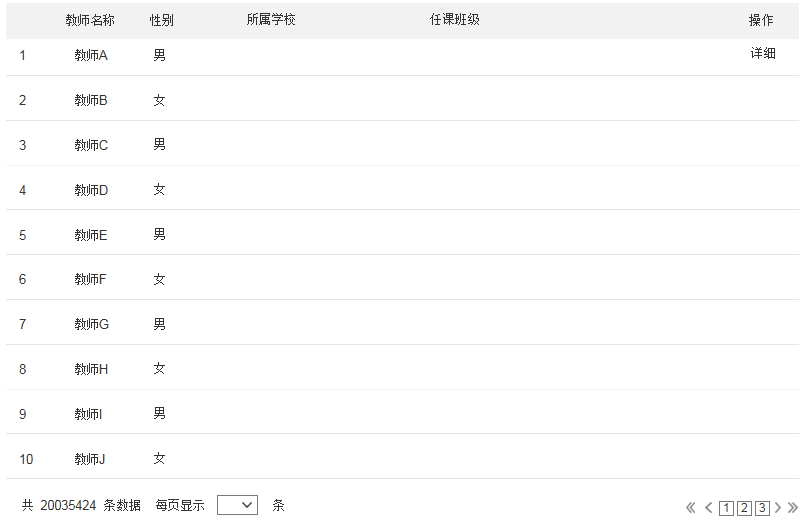 教师名称 性别 所属学校 任课班级 操作
1 教师A 男 详细
2 教师B 女
3 教师C 男
4 教师D 女
5 教师E 男
6 教师F 女
7 教师G 男
8 教师H 女
9 教师I 男
10 教师J 女
共 20035424 条数据 每页显示 条 « < 1 2 3 > »